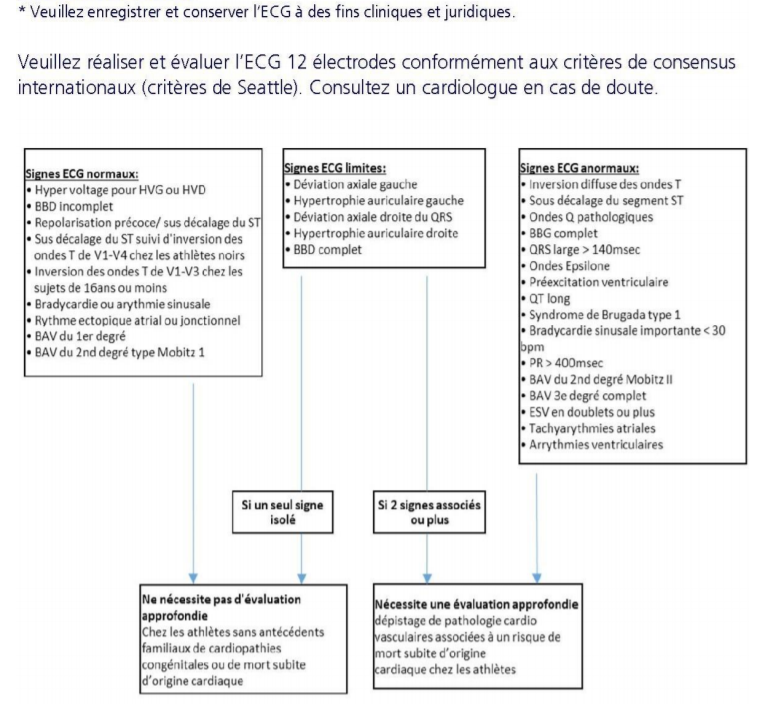 * Veuillez enregistrer et conserver l'ECG à des fins cliniques et juridiques.
Veuillez réaliser et évaluer l'ECG 12 électrodes conformément aux critères de consensus
internationaux (critères de Seattle). Consultez un cardiologue en cas de doute.
Signes ECG normaux:
• Hyper voltage pour HVG ou HVD
• BBD incomplet
• Repolarisation précoce/ sus décalage du ST
• Sus décalage du ST suivi d'inversion des
ondes T de V1-V4 chez les athlètes noirs
• Inversion des ondes T de V1-V3 chez les
sujets de 16ans ou moins
• Bradycardie ou arythmie sinusale
• Rythme ectopique atrial ou jonctionnel
• BAV du 1er degré
• BAV du 2nd degré type Mobitz 1
Signes ECG limites:
• Déviation axiale gauche
• Hypertrophie auriculaire gauche
• Déviation axiale droite du QRS
• Hypertrophie auriculaire droite
• BBD complet
Signes ECG anormaux:
• Inversion diffuse des ondes T
• Sous décalage du segment ST
• Ondes Q pathologiques
• BBG complet
• QRS large > 140msec
• Ondes Epsilone
• Préexcitation ventriculaire
• QT long
• Syndrome de Brugada type 1
• Bradycardie sinusale importante < 30
bpm
• PR > 400msec
• BAV du 2nd degré Mobitz II
• BAV 3e degré complet
• ESV en doublets ou plus
• Tachyarythmies atriales
• Arrythmies ventriculaires
Si un seul signe
isolé
Si 2 signes associés
ou plus
Ne nécessite pas d'évaluation
approfondie
Chez les athlètes sans antécédents
familiaux de cardiopathies
congénitales ou de mort subite
d'origine cardiaque
Nécessite une évaluation approfondie
dépistage de pathologie cardio
vasculaires associées à un risque de
mort subite d'origine
cardiaque chez les athlètes